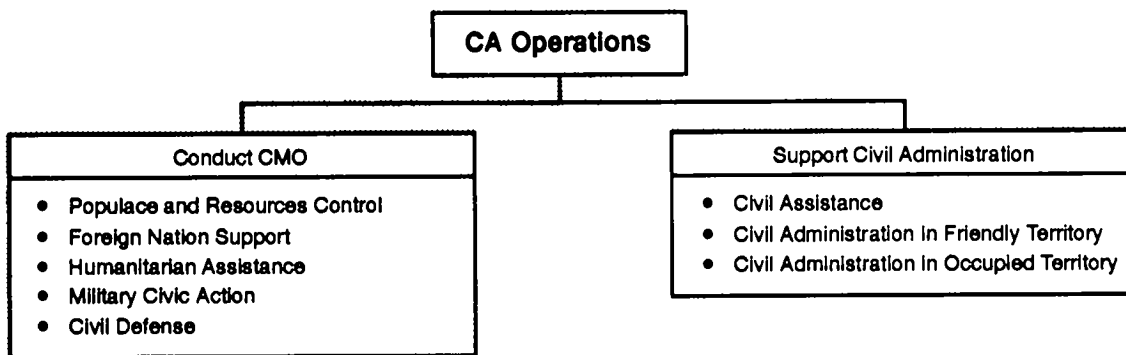 CA Operations
Conduct CMO
• Populace and Resources Control
• Foreign Nation Support
• Humanitarian Assistance
• Military Civic Action
• Civil Defense
Support Civil Administration
• Civil Assistance
• Civil Administration in Friendly Territory
• Civil Administration in Occupied Territory